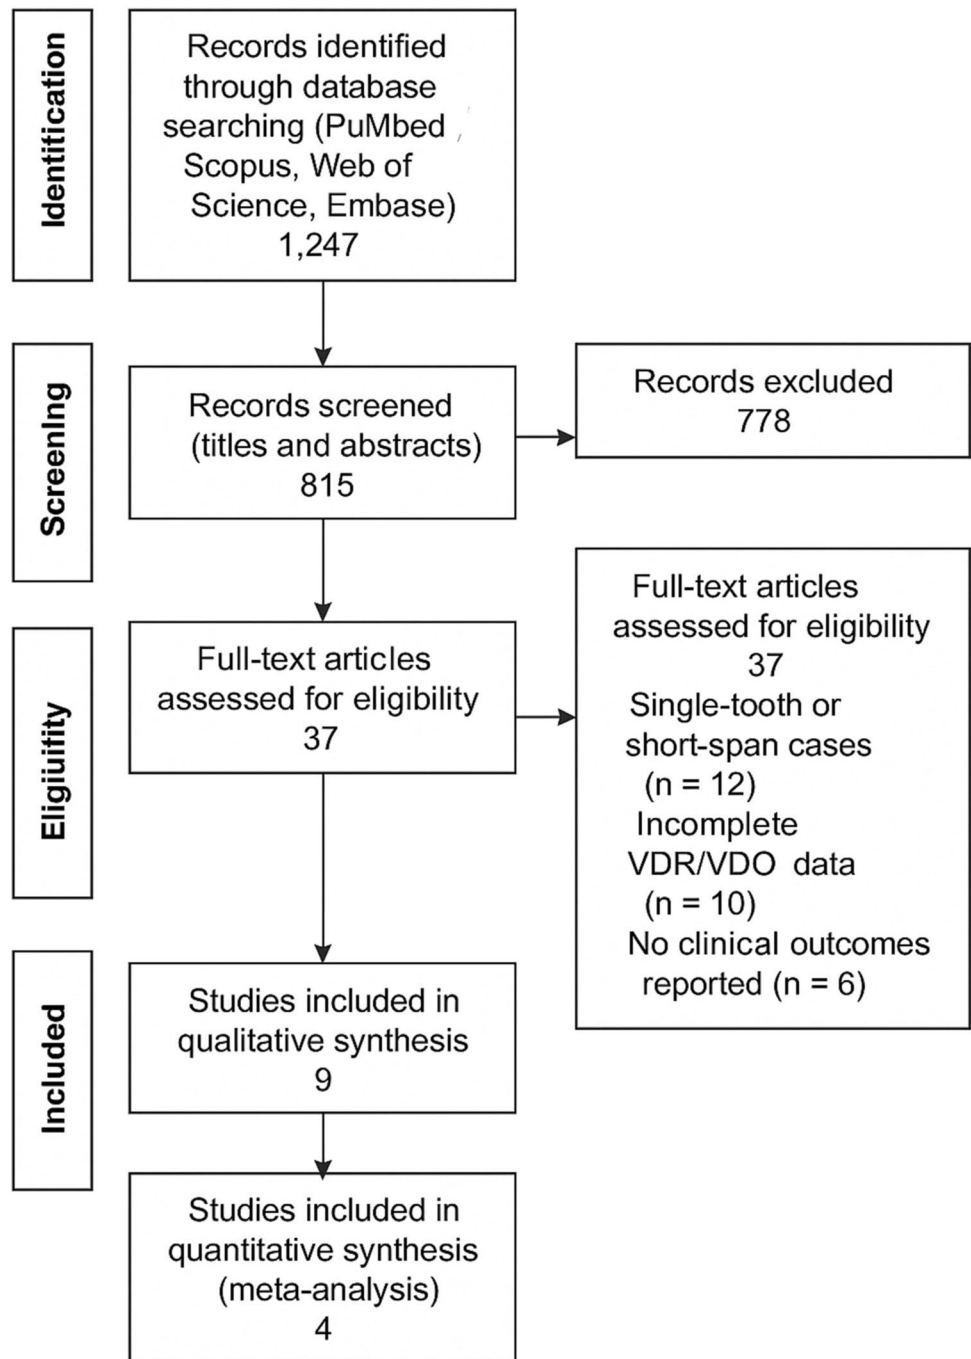 Identitication
Records identified
through database
searching (PuMbed ,
Scopus, Web of
Science, Embase)
1,247
Screenlng
Records screened
(titles and abstracts)
815
Records excluded
778
Eligiuitity
Full-text articles
assessed for eligibility
37
Full-text articles
assessed for eligibility
37
Single-tooth or
short-span cases
(n = 12)
Incomplete
VDR/VDO data
(n = 10)
No clinical outcomes
reported (n = 6)
Included
Studies included in
qualitative synthesis
9
Studies included in
quantitative synthesis
(meta-analysis)
4